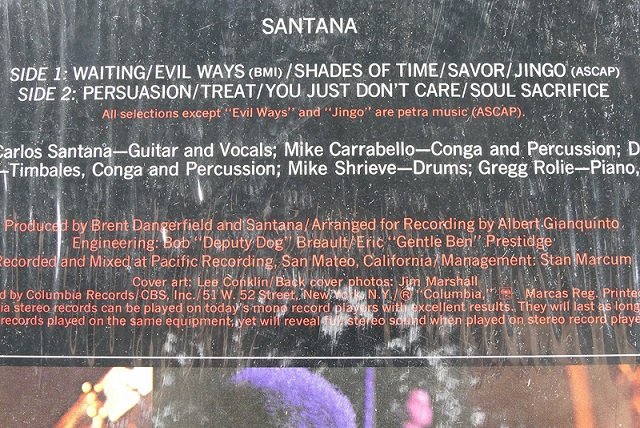 SANTANA
SIDE 1: WAITING/EVIL WAYS (BMI)/SHADES OF TIME/SAVOR/JINGO (ASCAP)
SIDE 2: PERSUASION/TREAT/YOU JUST DON'T CARE/SOUL SACRIFICE
All selections except "Evil Ways" and "Jingo" are petra music (ASCAP).
Carlos Santana—Guitar and Vocals; Mike Carrabello—Conga and Percussion; D
—Timbales, Conga and Percussion; Mike Shrieve—Drums; Gregg Rolie—Piano,
Produced by Brent Dangerfield and Santana/Arranged for Recording by Albert Gianquinto
Engineering: Bob "Deputy Dog" Breault/Eric "Gentle Ben" Prestidge
Recorded and Mixed at Pacific Recording, San Mateo, California/Management: Stan Marcum
Cover art: Lee Conklin/Back cover photos: Jim Marshall
ed by Columbia Records/CBS, Inc./51 W. 52 Street, New York, N.Y./® "Columbia," Marcas Reg. Printed
ia stereo records can be played on today's mono record players with excellent results. They will last as long
records played on the same equipment, yet will reveal full stereo sound when played on stereo record playe